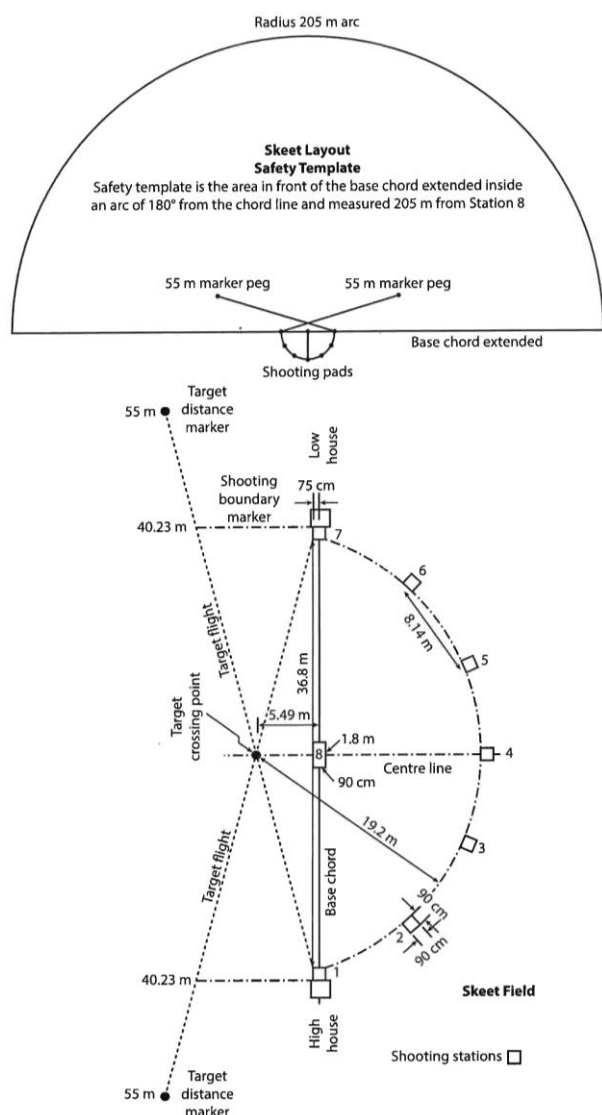 Radius 205 m arc
Skeet Layout
Safety Template
Safety template is the area in front of the base chord extended inside
an arc of 180° from the chord line and measured 205 m from Station 8
55 m marker peg
55 m marker peg
Base chord extended
Shooting pads
55 m
Target
distance
marker
Low
house
Shooting
boundary
marker
75 cm
40.23 m
7
6
8.14 m
5
Target flight
36.8 m
Target
crossing point
5.49 m
1.8 m
8
4
Centre line
90 cm
19.2 m
3
Target flight
Base chord
90 cm
2
90 cm
40.23 m
1
High
house
Skeet Field
Shooting stations
55 m
Target
distance
marker